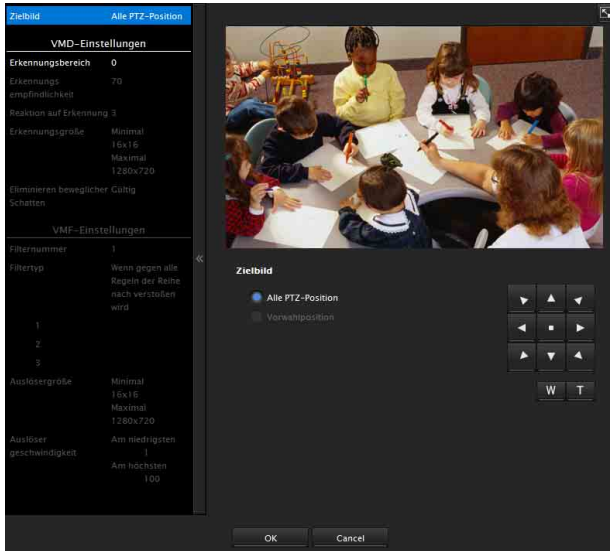 Zielbild Alle PTZ-Position
VMD-Einstellungen
Erkennungsbereich 0
Erkennungs
empfindlichkeit 70
Reaktion auf Erkennung 3
Erkennungsgröße Minimal
16x16
Maximal
1280x720
Eliminieren beweglicher Gültig
Schatten
VMF-Einstellungen
Filternummer 1
Filtertyp Wenn gegen alle
Regeln der Reihe
nach verstoßen
wird
1
2
3
Auslösergröße Minimal
16x16
Maximal
1280x720
Auslöser Am niedrigsten
geschwindigkeit 1
Am höchsten
100
«
Zielbild
Alle PTZ-Position
Vorwahlposition
W T
OK Cancel